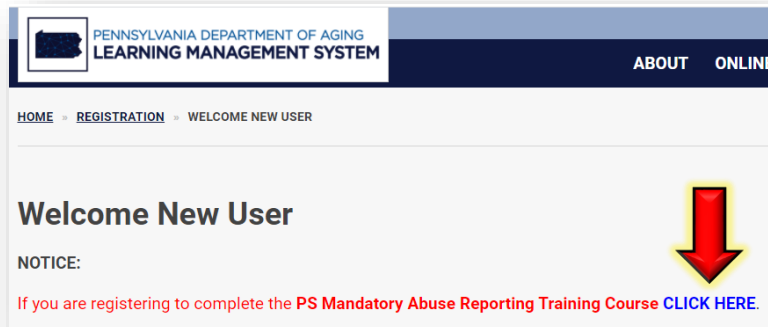 PENNSYLVANIA DEPARTMENT OF AGING
LEARNING MANAGEMENT SYSTEM
ABOUT ONLINE
HOME » REGISTRATION » WELCOME NEW USER
Welcome New User
NOTICE:
If you are registering to complete the PS Mandatory Abuse Reporting Training Course CLICK HERE.